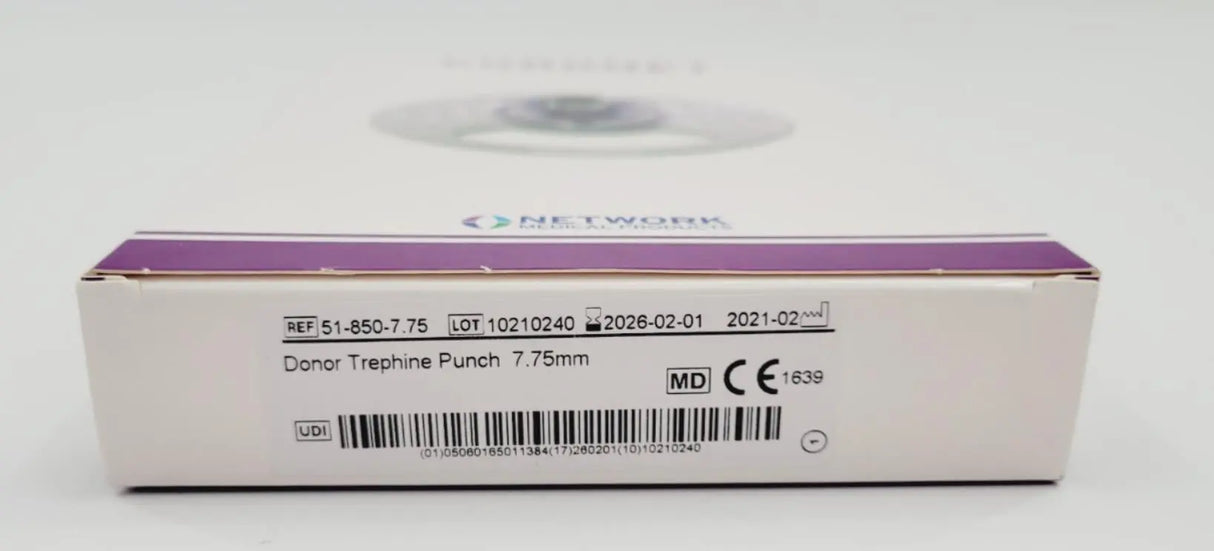 NETWORK
MEDICAL PRODUCTS
REF 51-850-7.75 LOT 10210240 2026-02-01 2021-02
Donor Trephine Punch 7.75mm
MD CE 1639
UDI
(01)05060165011384(17)260201(10)10210240
1